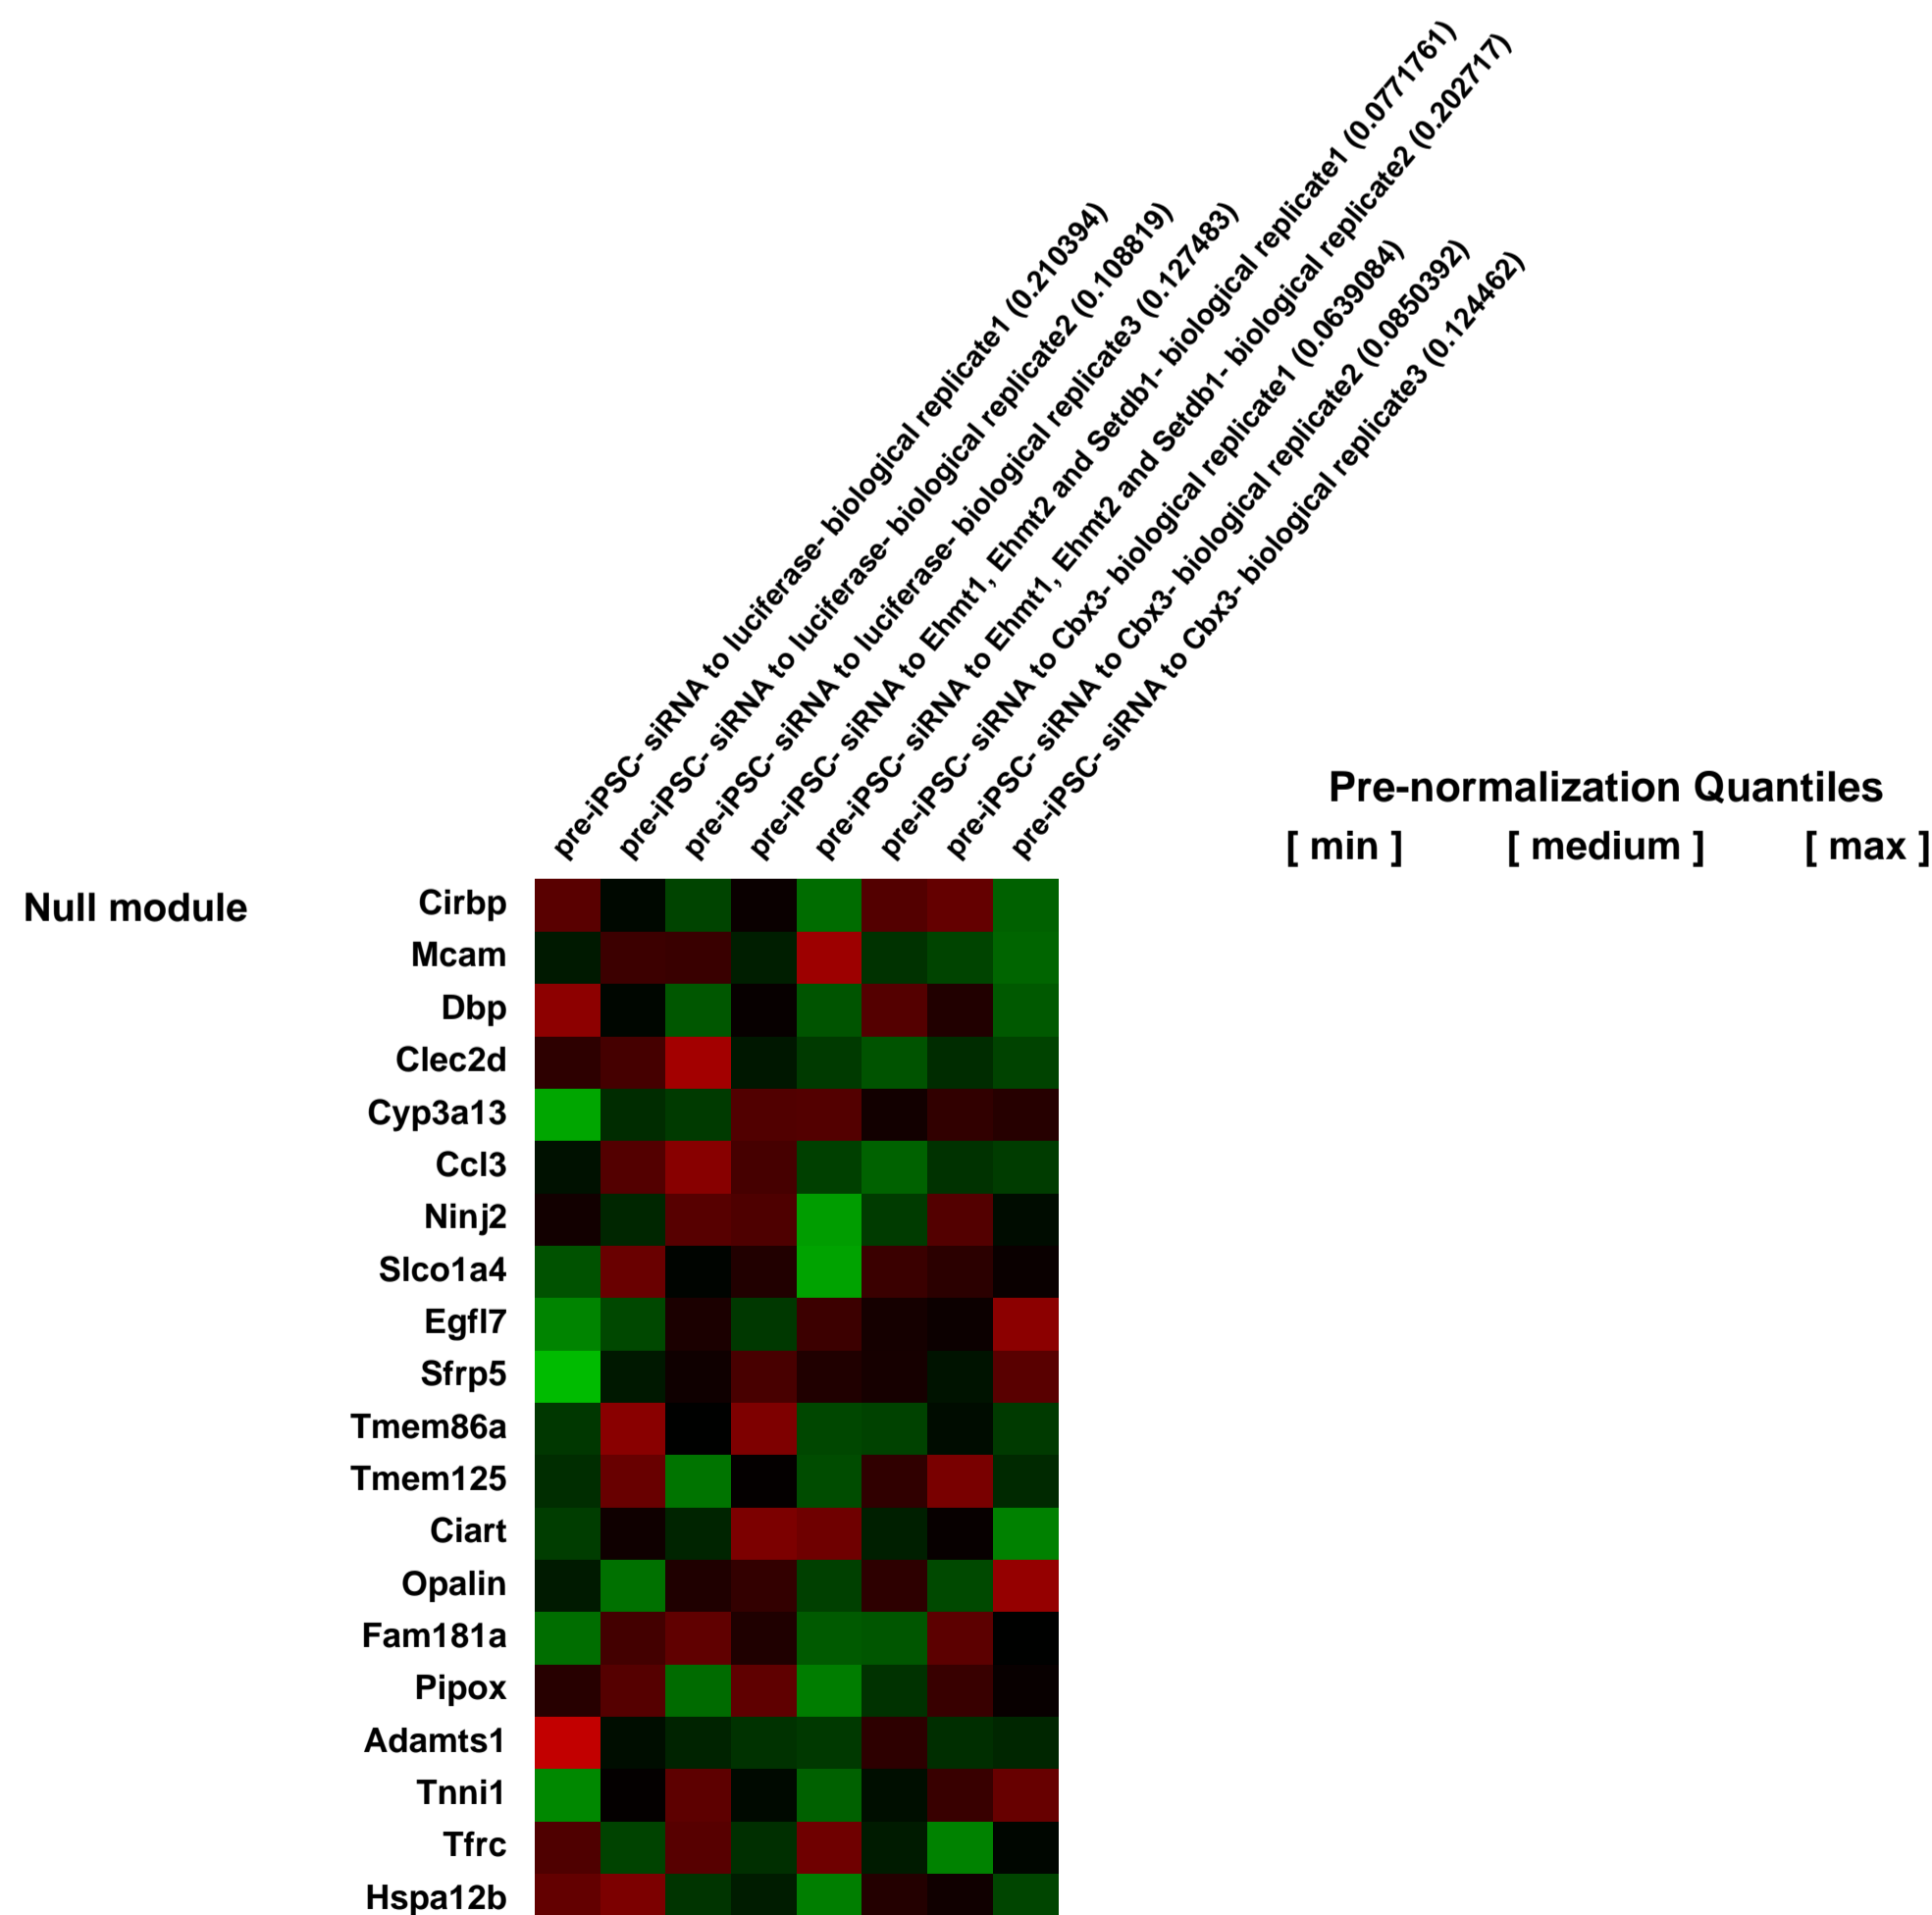 pre-iPSC- siRNA to luciferase- biological replicate1 (0.210394)
pre-iPSC- siRNA to luciferase- biological replicate2 (0.108819)
pre-iPSC- siRNA to luciferase- biological replicate3 (0.127483)
pre-iPSC- siRNA to Ehmt1, Ehmt2 and Setdb1- biological replicate1 (0.0771761)
pre-iPSC- siRNA to Ehmt1, Ehmt2 and Setdb1- biological replicate2 (0.202717)
pre-iPSC- siRNA to Cbx3- biological replicate1 (0.0639084)
pre-iPSC- siRNA to Cbx3- biological replicate2 (0.0850392)
pre-iPSC- siRNA to Cbx3- biological replicate3 (0.124462)
Pre-normalization Quantiles
[ min ] [ medium ] [ max ]
Null module
Cirbp
Mcam
Dbp
Clec2d
Cyp3a13
Ccl3
Ninj2
Slco1a4
Egfl7
Sfrp5
Tmem86a
Tmem125
Ciart
Opalin
Fam181a
Pipox
Adamts1
Tnni1
Tfrc
Hspa12b